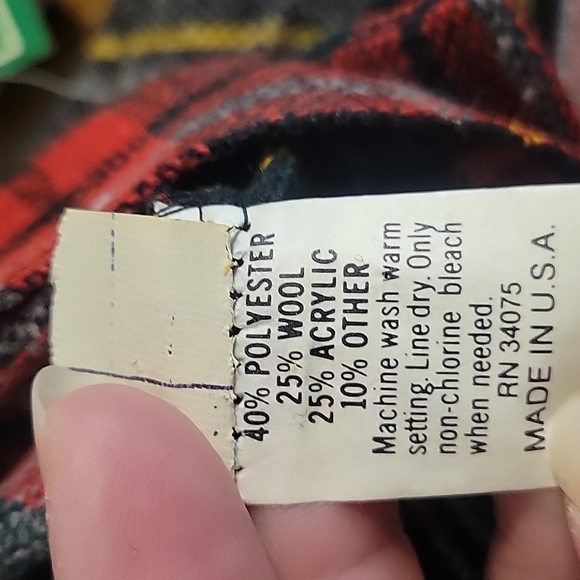 40% POLYESTER
25% WOOL
25% ACRYLIC
10% OTHER
Machine wash warm
setting. Line dry. Only
non-chlorine bleach
when needed.
RN 34075
MADE IN U.S.A.